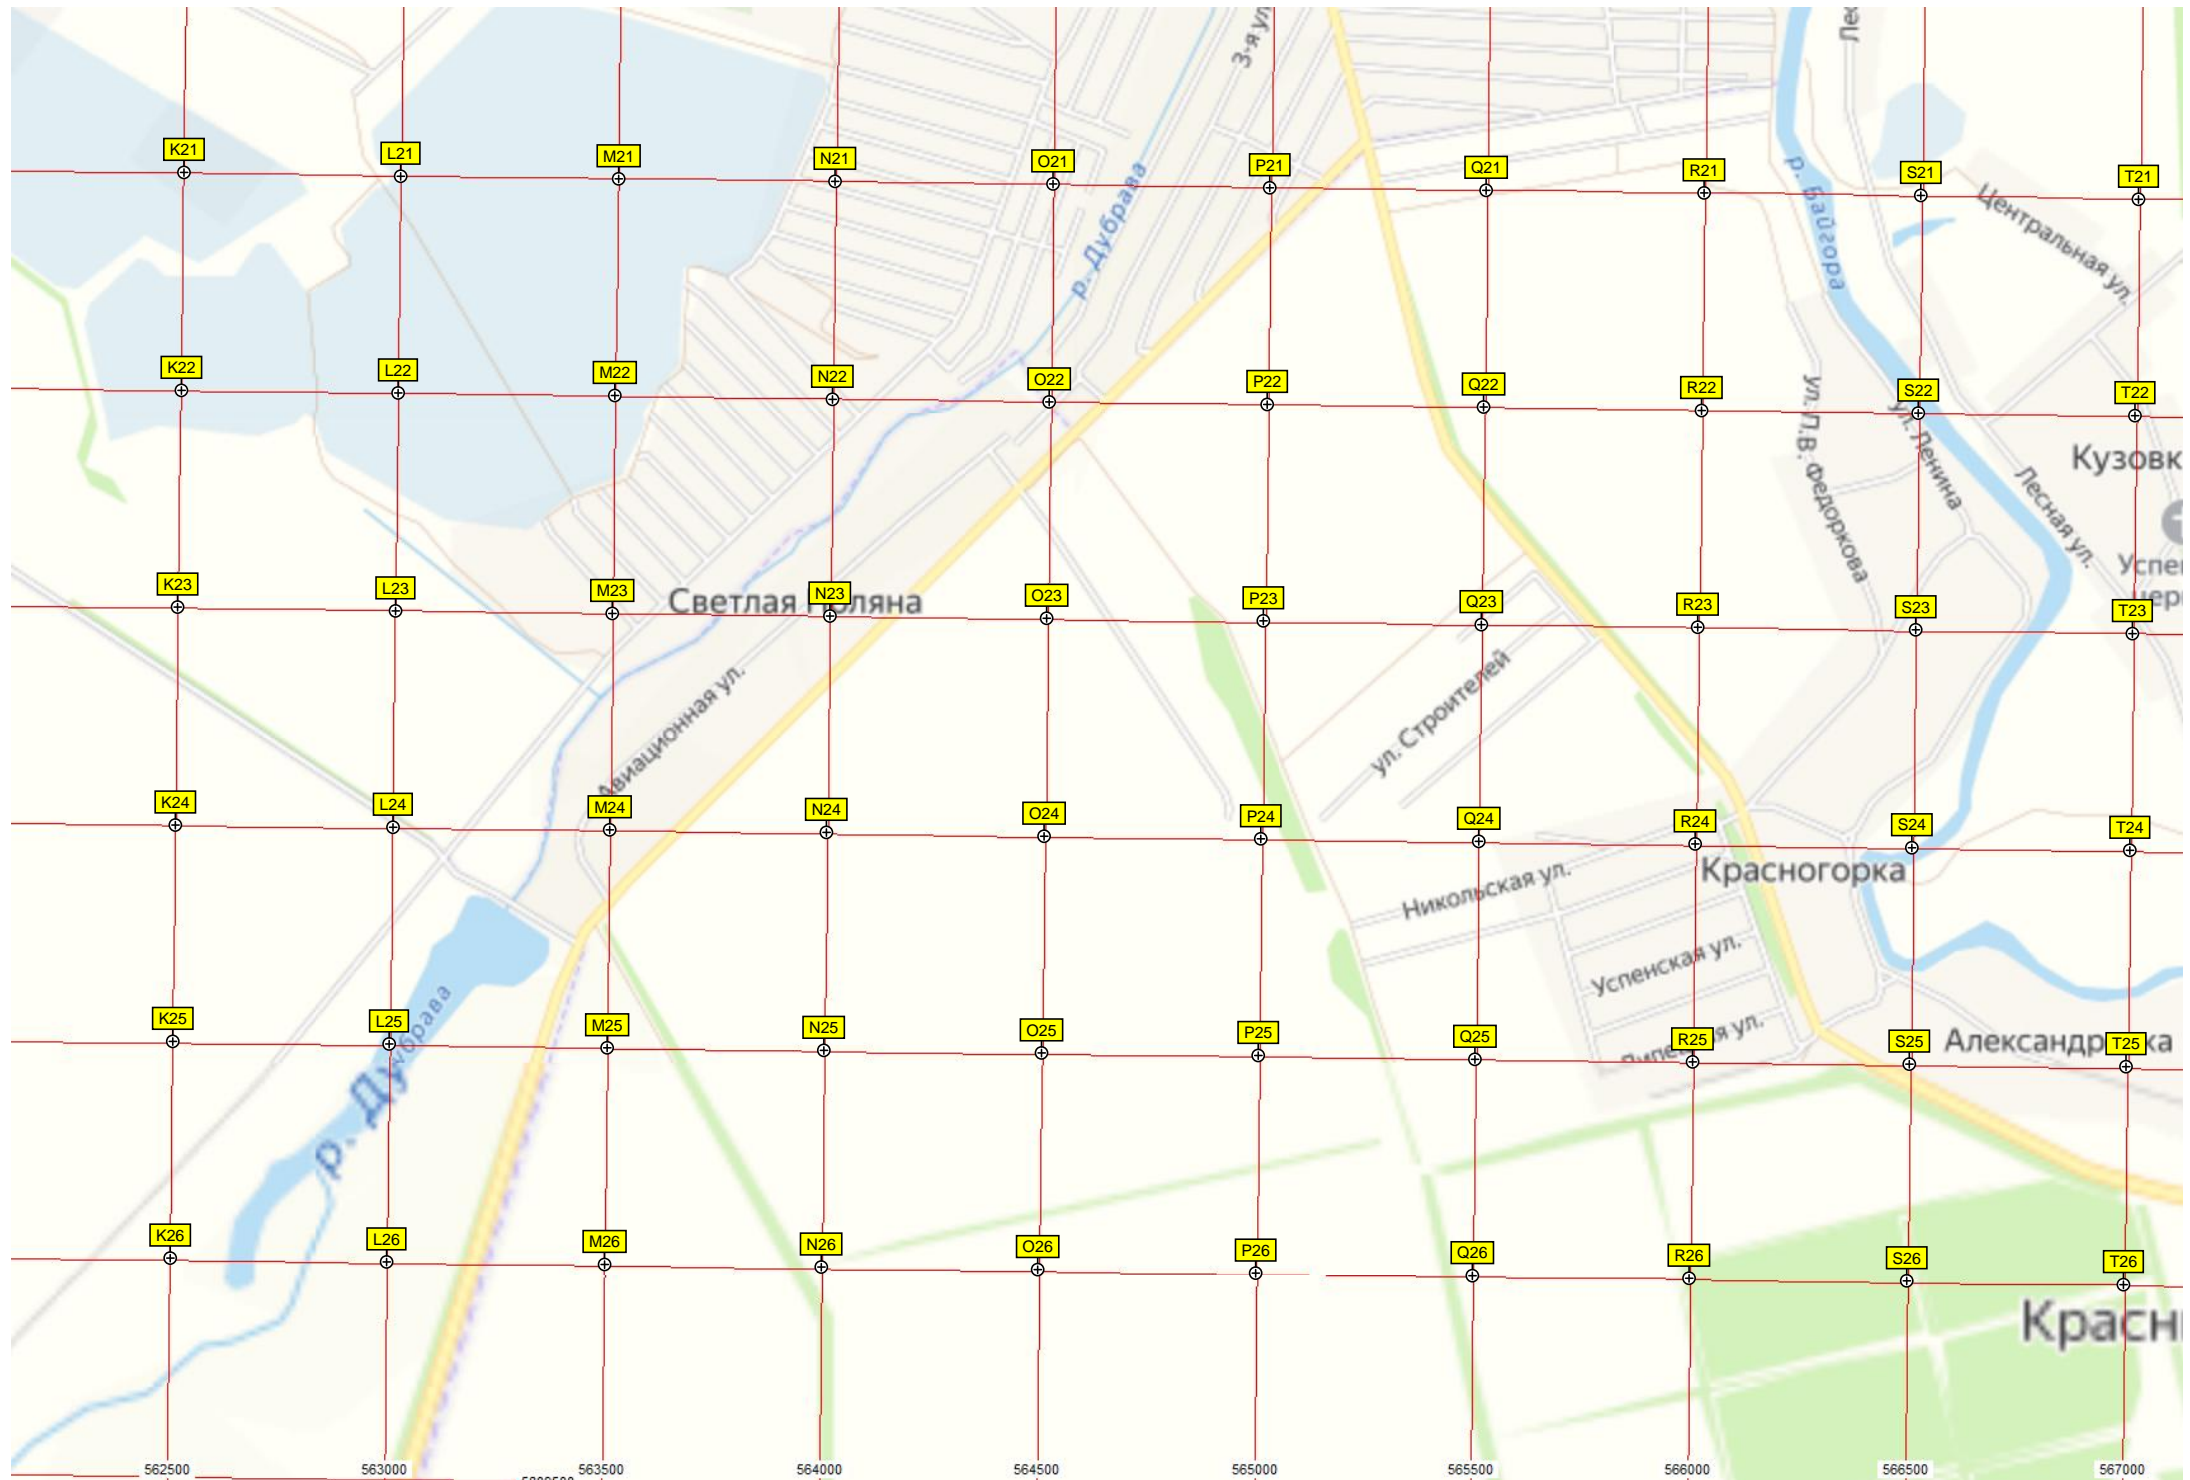 3-я ул
K21 L21 M21 N21 O21 P21 Q21 R21 S21 T21
р. Дубрава
р. Байгора
Центральная ул.
K22 L22 M22 N22 O22 P22 Q22 R22 S22 T22
ул. П.В. Федоркова
ул. Ленина
Лесная ул.
Кузовк
Успе
K23 L23 M23 N23 O23 P23 Q23 R23 S23 T23
Светлая Поляна
Авиационная ул.
ул. Строителей
K24 L24 M24 N24 O24 P24 Q24 R24 S24 T24
Красногорка
Никольская ул.
Успенская ул.
K25 L25 M25 N25 O25 P25 Q25 R25 S25 T25
Александровка
р. Дубрава
K26 L26 M26 N26 O26 P26 Q26 R26 S26 T26
Красн
562500 563000 563500 564000 564500 565000 565500 566000 566500 567000